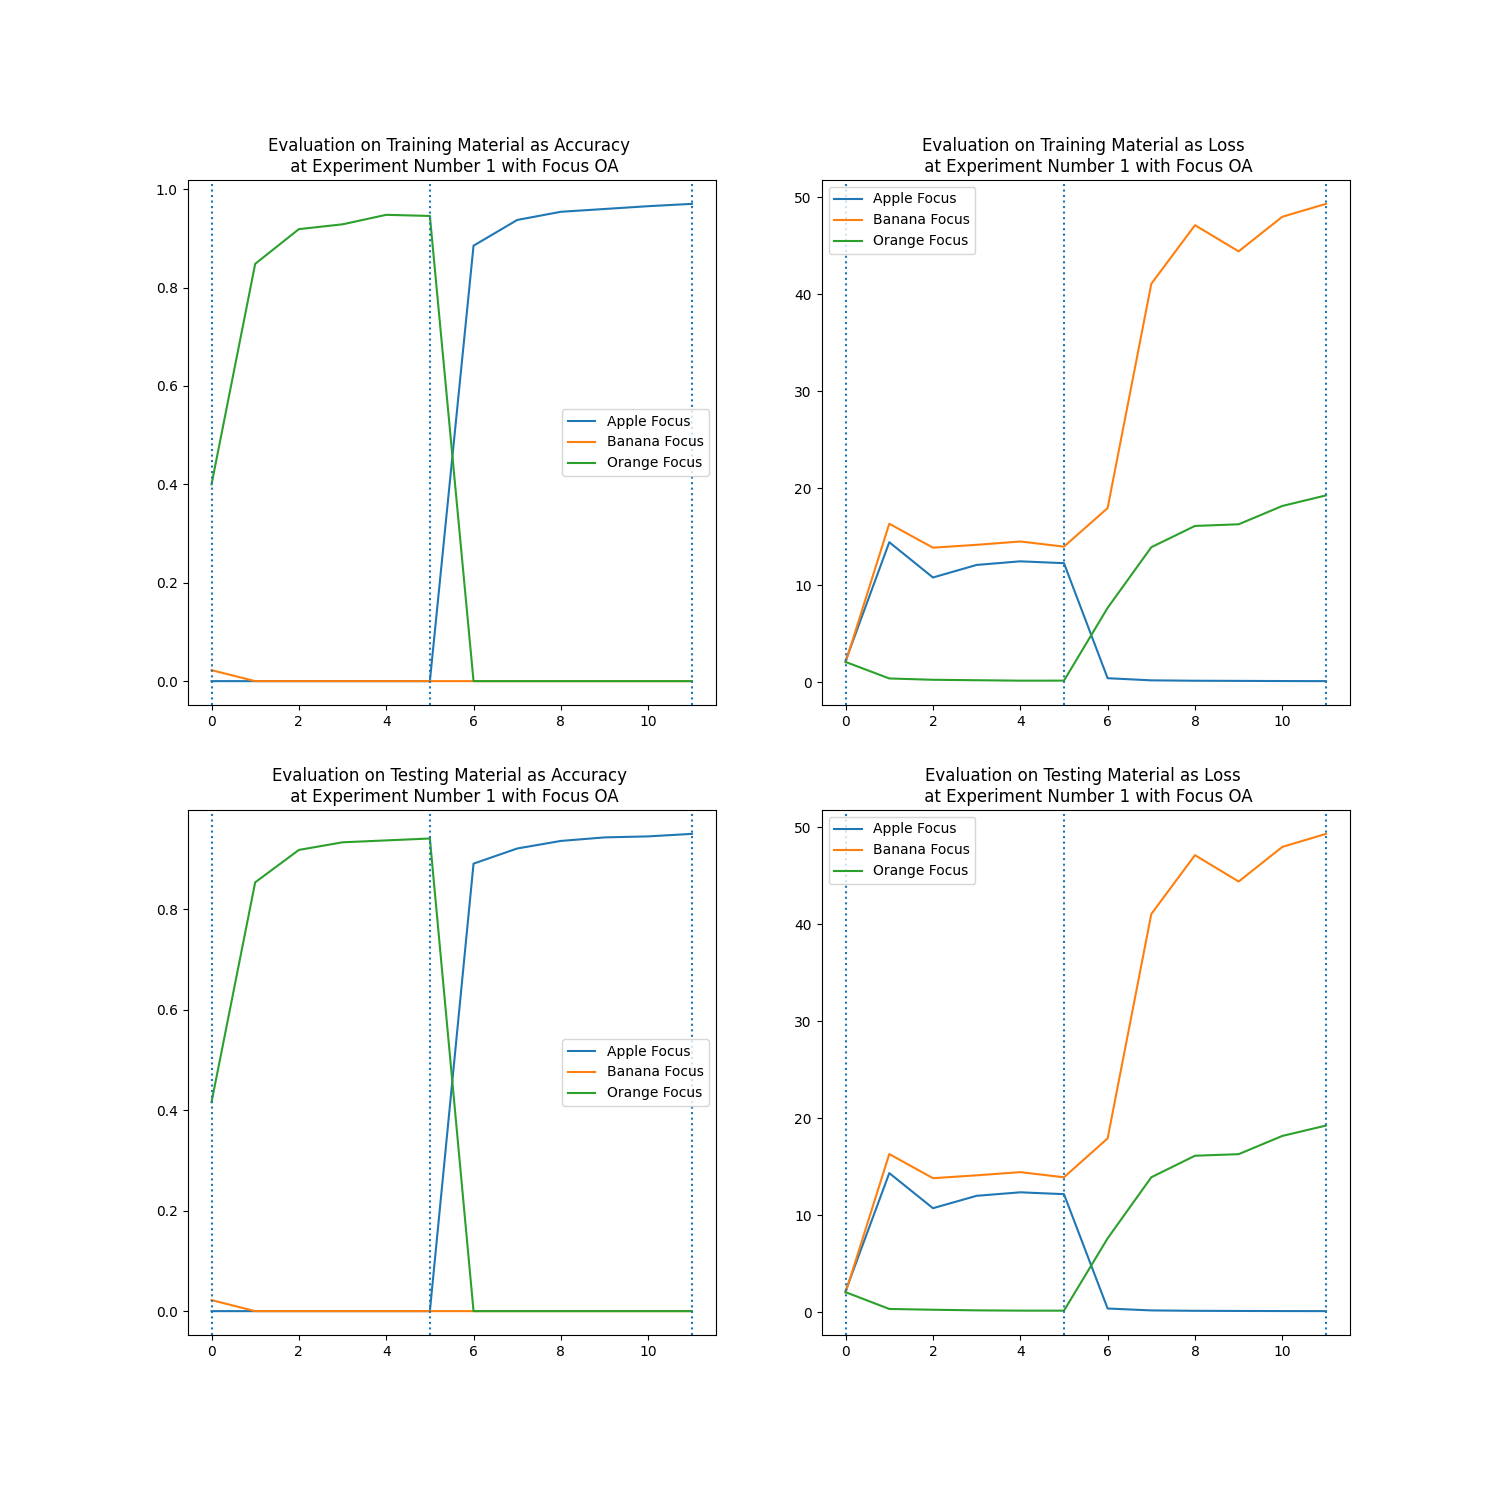 Evaluation on Training Material as Accuracy
at Experiment Number 1 with Focus OA
1.0
0.8
0.6
0.4
0.2
0.0
Apple Focus
Banana Focus
Orange Focus
0 2 4 6 8 10
Evaluation on Training Material as Loss
at Experiment Number 1 with Focus OA
50
40
30
20
10
0
Apple Focus
Banana Focus
Orange Focus
0 2 4 6 8 10
Evaluation on Testing Material as Accuracy
at Experiment Number 1 with Focus OA
0.8
0.6
0.4
0.2
0.0
Apple Focus
Banana Focus
Orange Focus
0 2 4 6 8 10
Evaluation on Testing Material as Loss
at Experiment Number 1 with Focus OA
50
40
30
20
10
0
Apple Focus
Banana Focus
Orange Focus
0 2 4 6 8 10